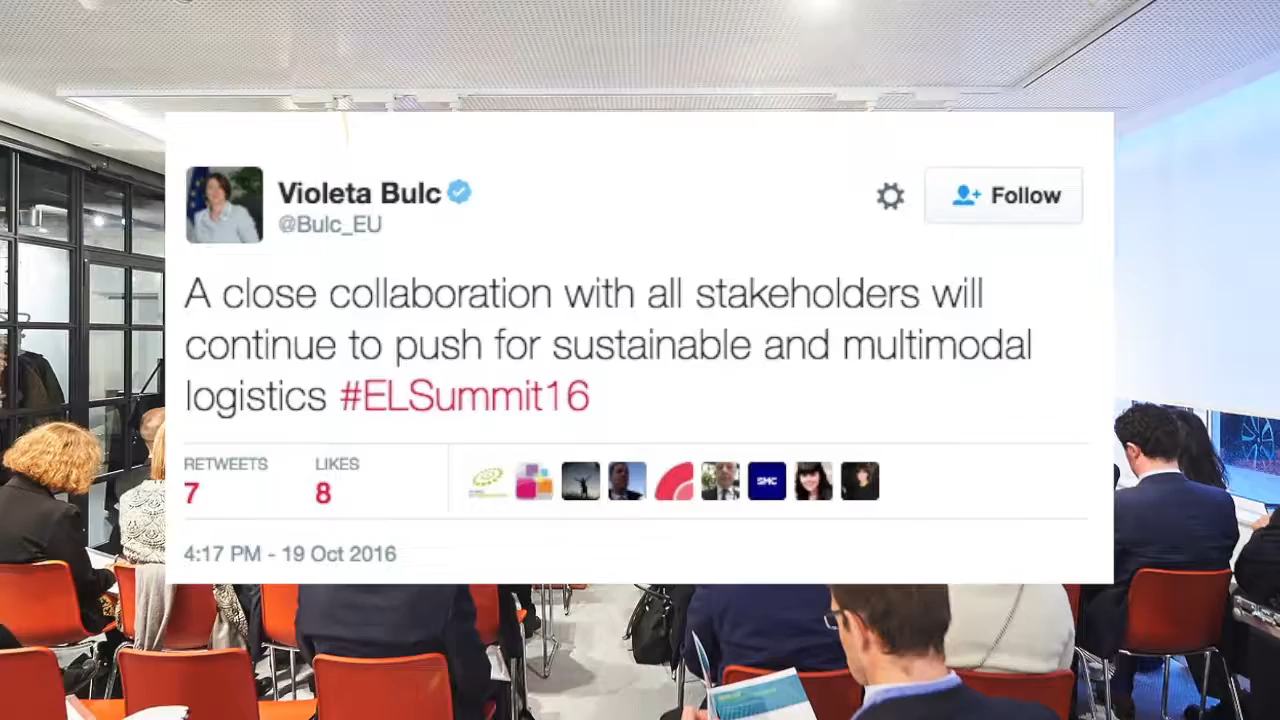 Violeta Bulc
@Bulc_EU
Follow
A close collaboration with all stakeholders will
continue to push for sustainable and multimodal
logistics #ELSummit16
RETWEETS
LIKES
7
8
SMC
4:17 PM - 19 Oct 2016